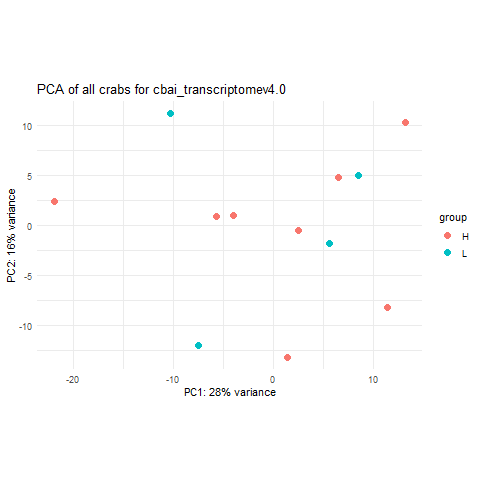 PCA of all crabs for cbai_transcriptomev4.0
10
5
0
-5
-10
PC2: 16% variance
-20
-10
0
10
PC1: 28% variance
group
H
L